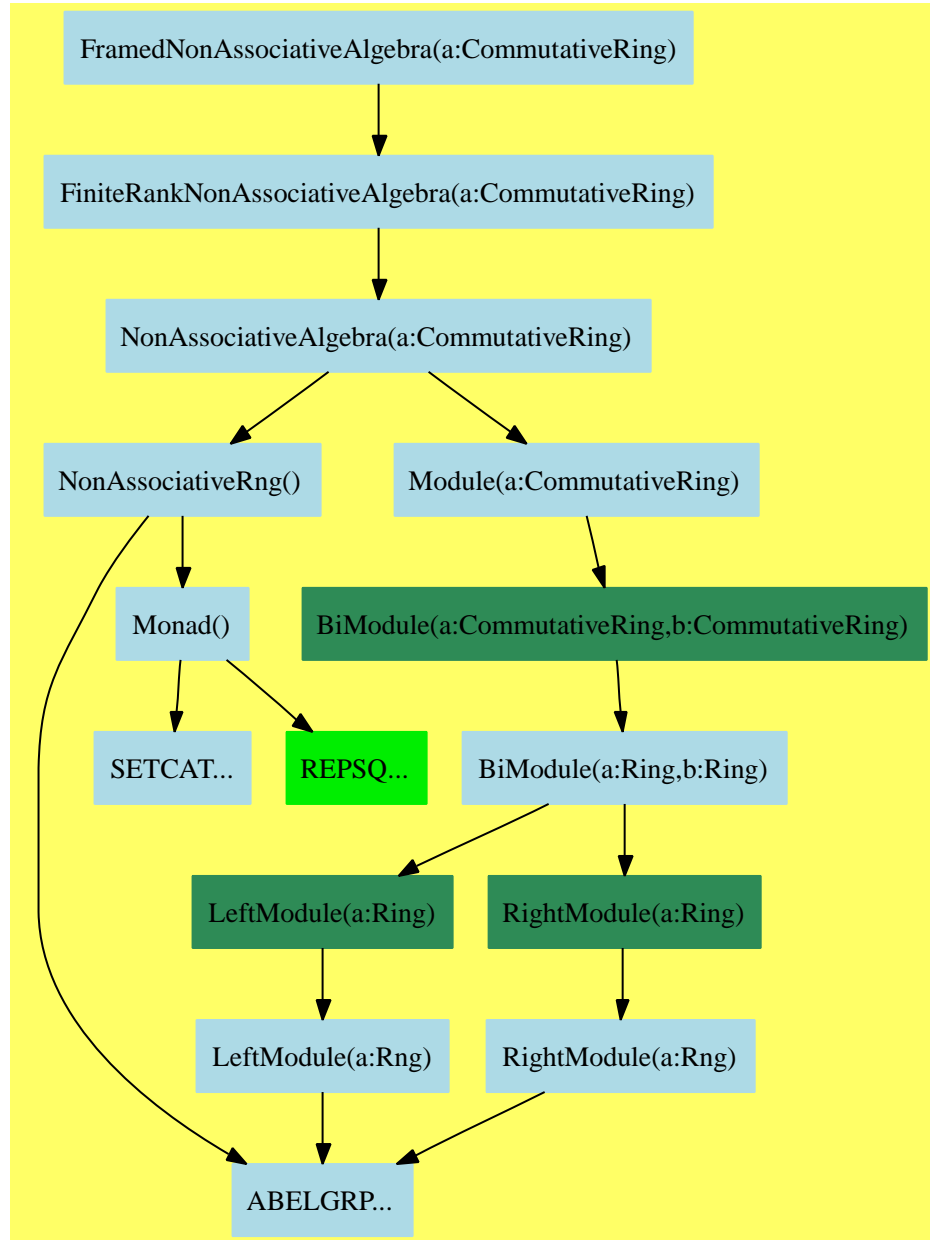 FramedNonAssociativeAlgebra(a:CommutativeRing)
FiniteRankNonAssociativeAlgebra(a:CommutativeRing)
NonAssociativeAlgebra(a:CommutativeRing)
NonAssociativeRng()
Module(a:CommutativeRing)
Monad()
BiModule(a:CommutativeRing,b:CommutativeRing)
SETCAT...
REPSQ...
BiModule(a:Ring,b:Ring)
LeftModule(a:Ring)
RightModule(a:Ring)
LeftModule(a:Rng)
RightModule(a:Rng)
ABELGRP...